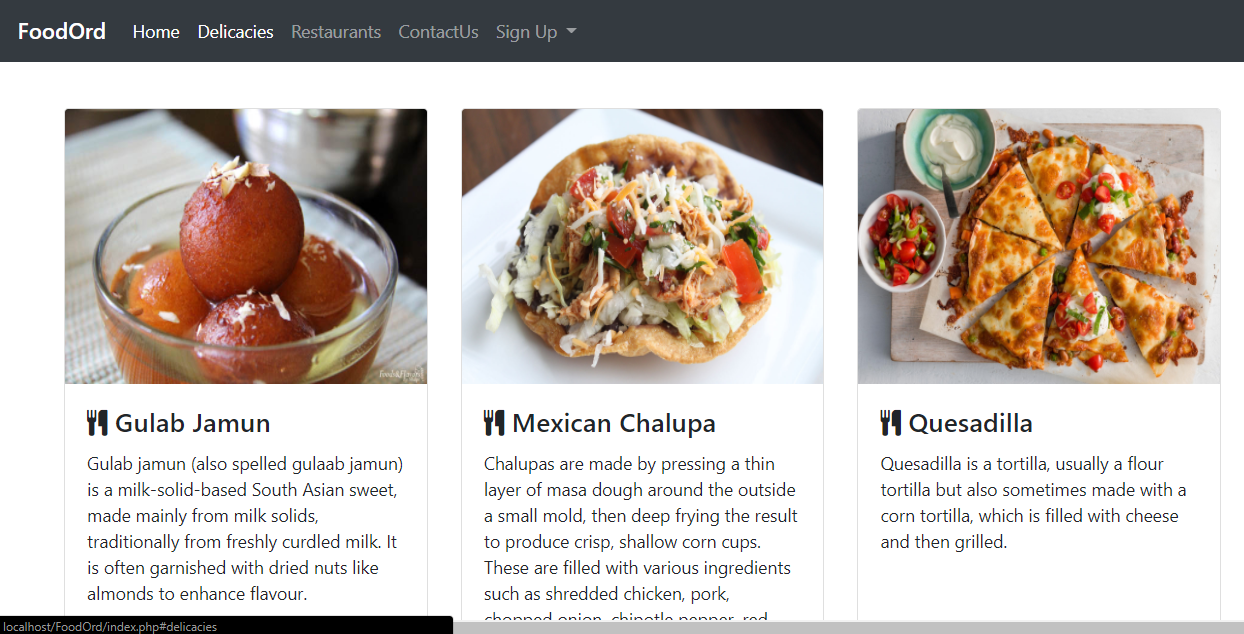 FoodOrd Home Delicacies Restaurants ContactUs Sign Up
Gulab Jamun
Gulab jamun (also spelled gulaab jamun)
is a milk-solid-based South Asian sweet,
made mainly from milk solids,
traditionally from freshly curdled milk. It
is often garnished with dried nuts like
almonds to enhance flavour.
Mexican Chalupa
Chalupas are made by pressing a thin
layer of masa dough around the outside
a small mold, then deep frying the result
to produce crisp, shallow corn cups.
These are filled with various ingredients
such as shredded chicken, pork,
chopped onion, chipotle pepper, red
Quesadilla
Quesadilla is a tortilla, usually a flour
tortilla but also sometimes made with a
corn tortilla, which is filled with cheese
and then grilled.
localhost/FoodOrd/index.php#delicacies